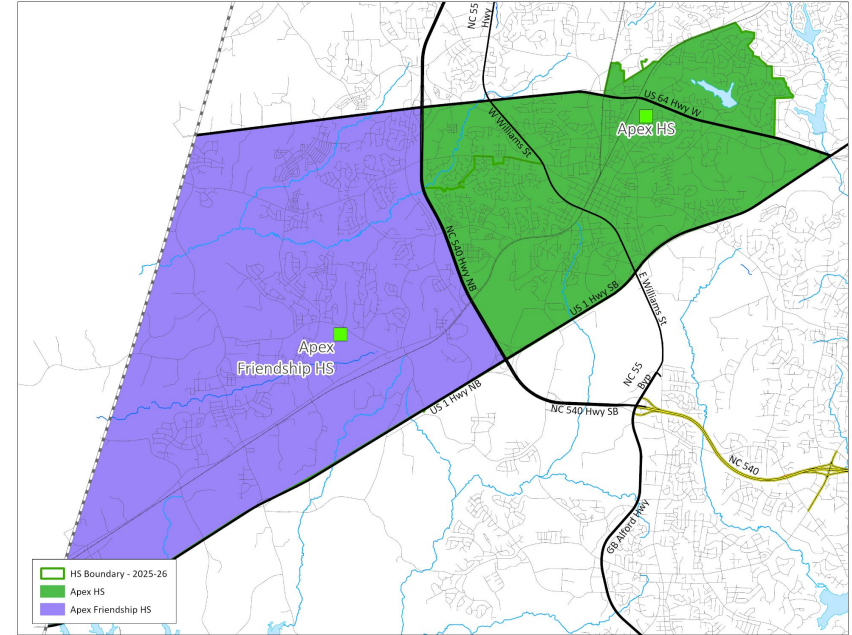 NC 55
Hwy
US 64 Hwy W
W Williams St
Apex HS
NC 540 Hwy NB
US 1 Hwy SB
E Williams St
Apex
Friendship HS
NC 55
Byp
US 1 Hwy NB
NC 540 Hwy SB
NC 540
GB Alford Hwy
HS Boundary - 2025-26
Apex HS
Apex Friendship HS